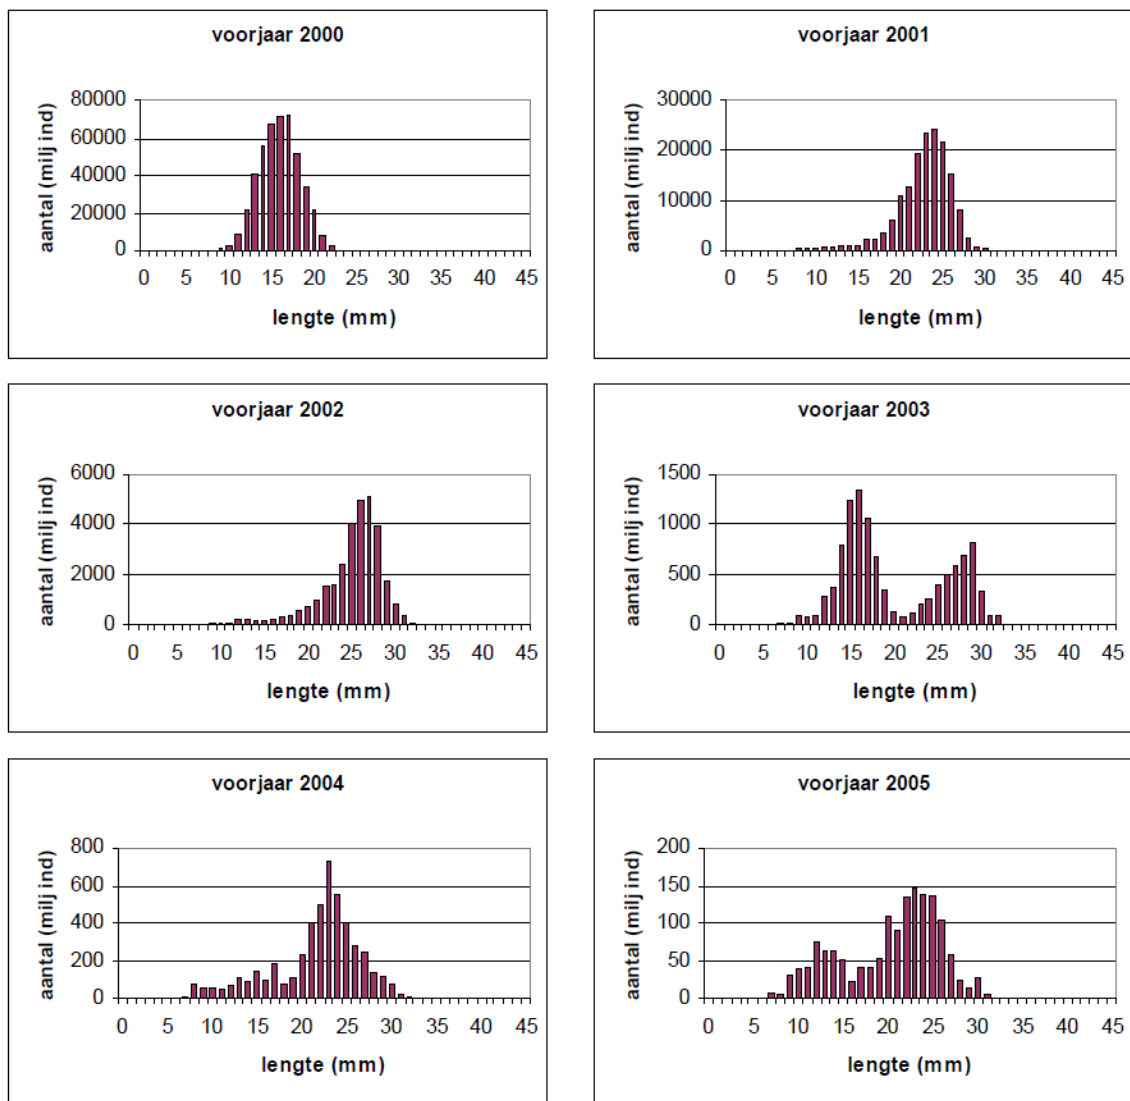 voorjaar 2000
aantal (milj ind)
80000
60000
40000
20000
0
0 5 10 15 20 25 30 35 40 45
lengte (mm)
voorjaar 2001
aantal (milj ind)
30000
20000
10000
0
0 5 10 15 20 25 30 35 40 45
lengte (mm)
voorjaar 2002
aantal (milj ind)
6000
4000
2000
0
0 5 10 15 20 25 30 35 40 45
lengte (mm)
voorjaar 2003
aantal (milj ind)
1500
1000
500
0
0 5 10 15 20 25 30 35 40 45
lengte (mm)
voorjaar 2004
aantal (milj ind)
800
600
400
200
0
0 5 10 15 20 25 30 35 40 45
lengte (mm)
voorjaar 2005
aantal (milj ind)
200
150
100
50
0
0 5 10 15 20 25 30 35 40 45
lengte (mm)